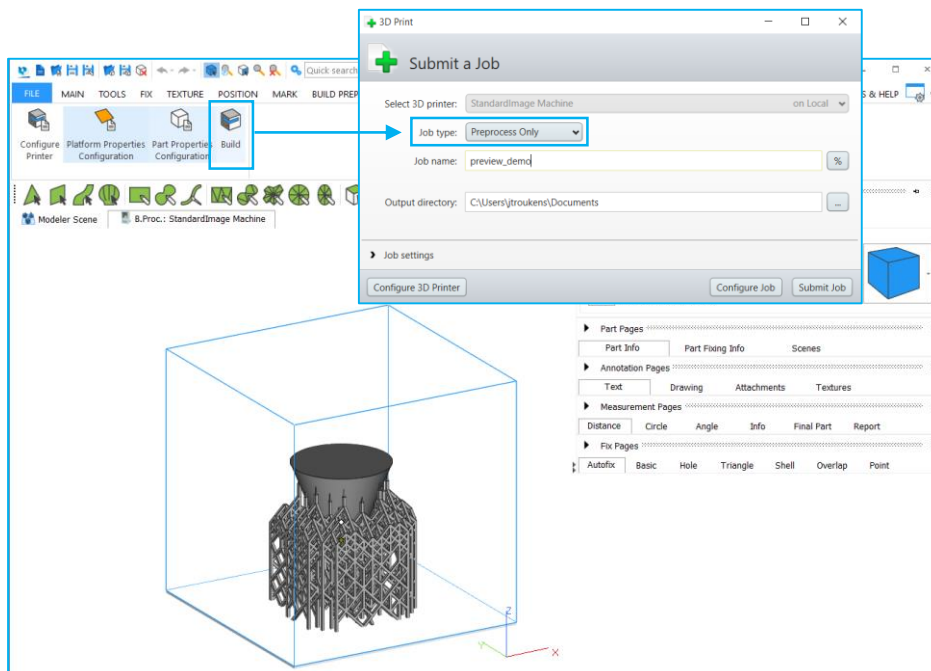 3D Print
Submit a Job
Select 3D printer: StandardImage Machine on Local
Job type: Preprocess Only
Job name: preview_demo %
Output directory: C:\Users\jtroukens\Documents ...
Job settings
Configure 3D Printer Configure Job Submit Job
Quick search
FILE MAIN TOOLS FIX TEXTURE POSITION MARK BUILD PREP
S & HELP
Configure Printer
Platform Properties Configuration
Part Properties Configuration
Build
Modeler Scene B.Proc.: StandardImage Machine
Part Pages
Part Info Part Fixing Info Scenes
Annotation Pages
Text Drawing Attachments Textures
Measurement Pages
Distance Circle Angle Info Final Part Report
Fix Pages
Autofix Basic Hole Triangle Shell Overlap Point
Z
Y
X